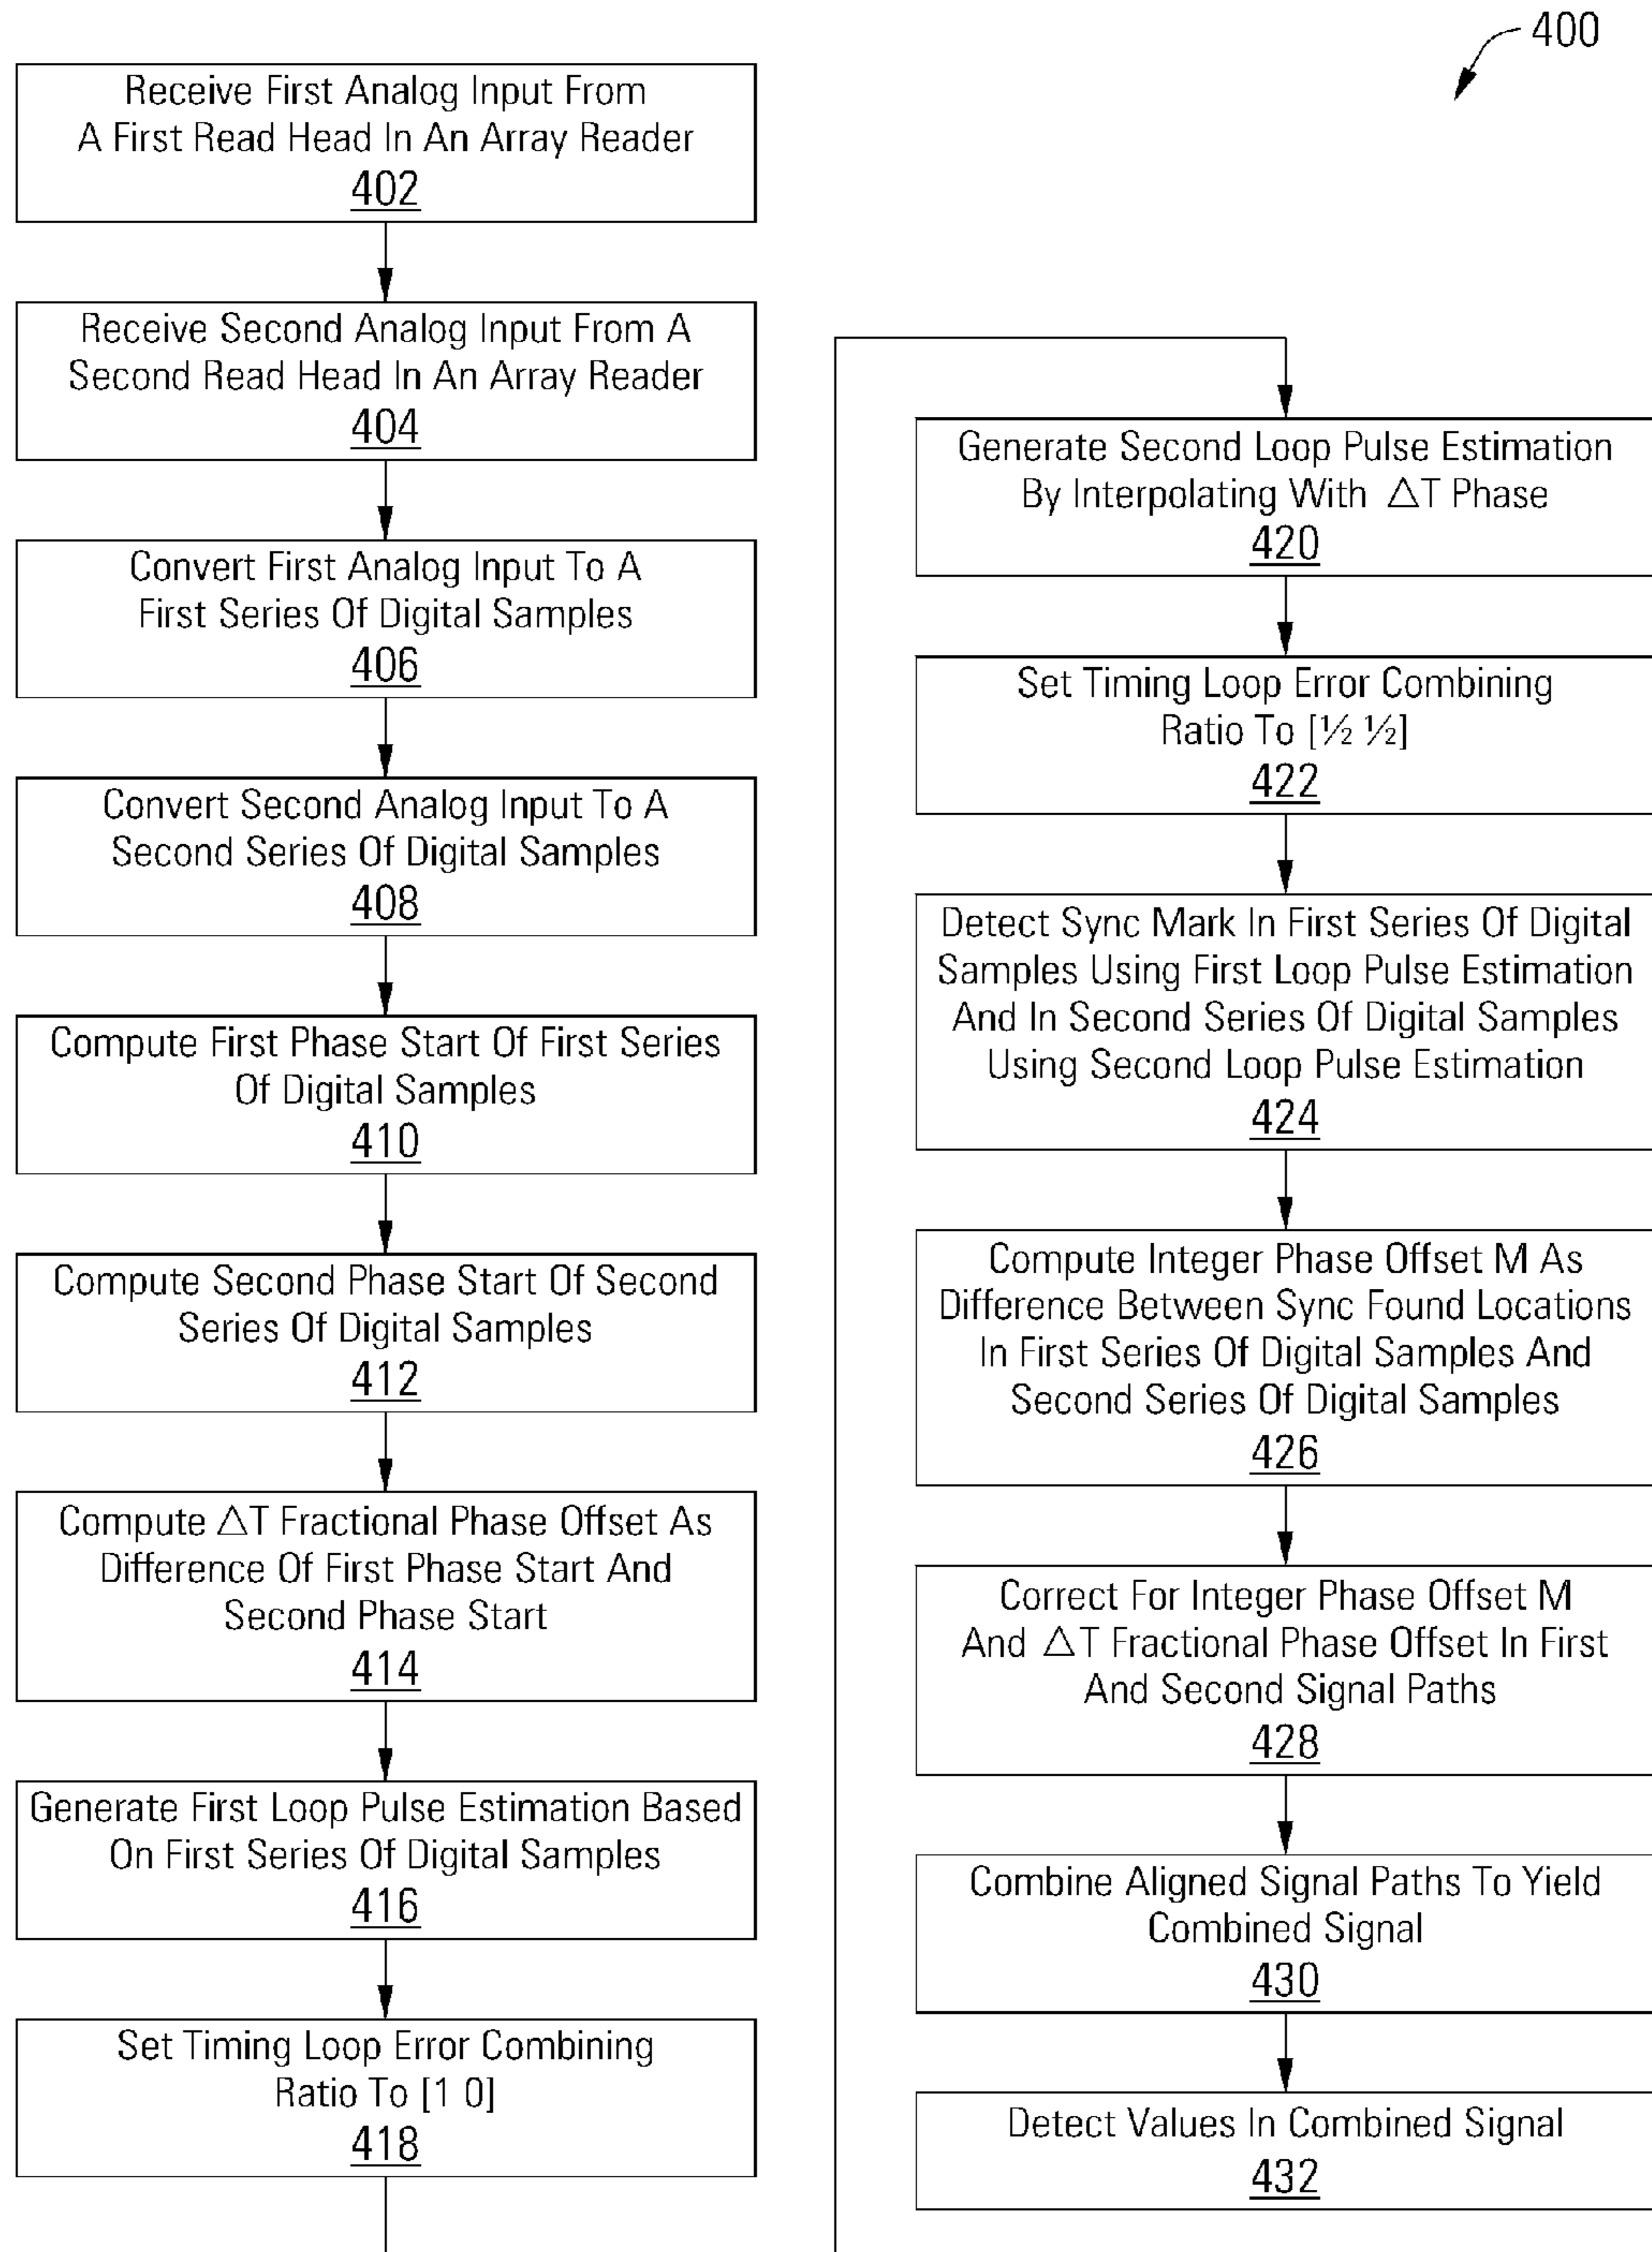 400
Receive First Analog Input From
A First Read Head In An Array Reader
402
Receive Second Analog Input From A
Second Read Head In An Array Reader
404
Convert First Analog Input To A
First Series Of Digital Samples
406
Convert Second Analog Input To A
Second Series Of Digital Samples
408
Compute First Phase Start Of First Series
Of Digital Samples
410
Compute Second Phase Start Of Second
Series Of Digital Samples
412
Compute △T Fractional Phase Offset As
Difference Of First Phase Start And
Second Phase Start
414
Generate First Loop Pulse Estimation Based
On First Series Of Digital Samples
416
Set Timing Loop Error Combining
Ratio To [1 0]
418
Generate Second Loop Pulse Estimation
By Interpolating With △T Phase
420
Set Timing Loop Error Combining
Ratio To [½ ½]
422
Detect Sync Mark In First Series Of Digital
Samples Using First Loop Pulse Estimation
And In Second Series Of Digital Samples
Using Second Loop Pulse Estimation
424
Compute Integer Phase Offset M As
Difference Between Sync Found Locations
In First Series Of Digital Samples And
Second Series Of Digital Samples
426
Correct For Integer Phase Offset M
And △T Fractional Phase Offset In First
And Second Signal Paths
428
Combine Aligned Signal Paths To Yield
Combined Signal
430
Detect Values In Combined Signal
432